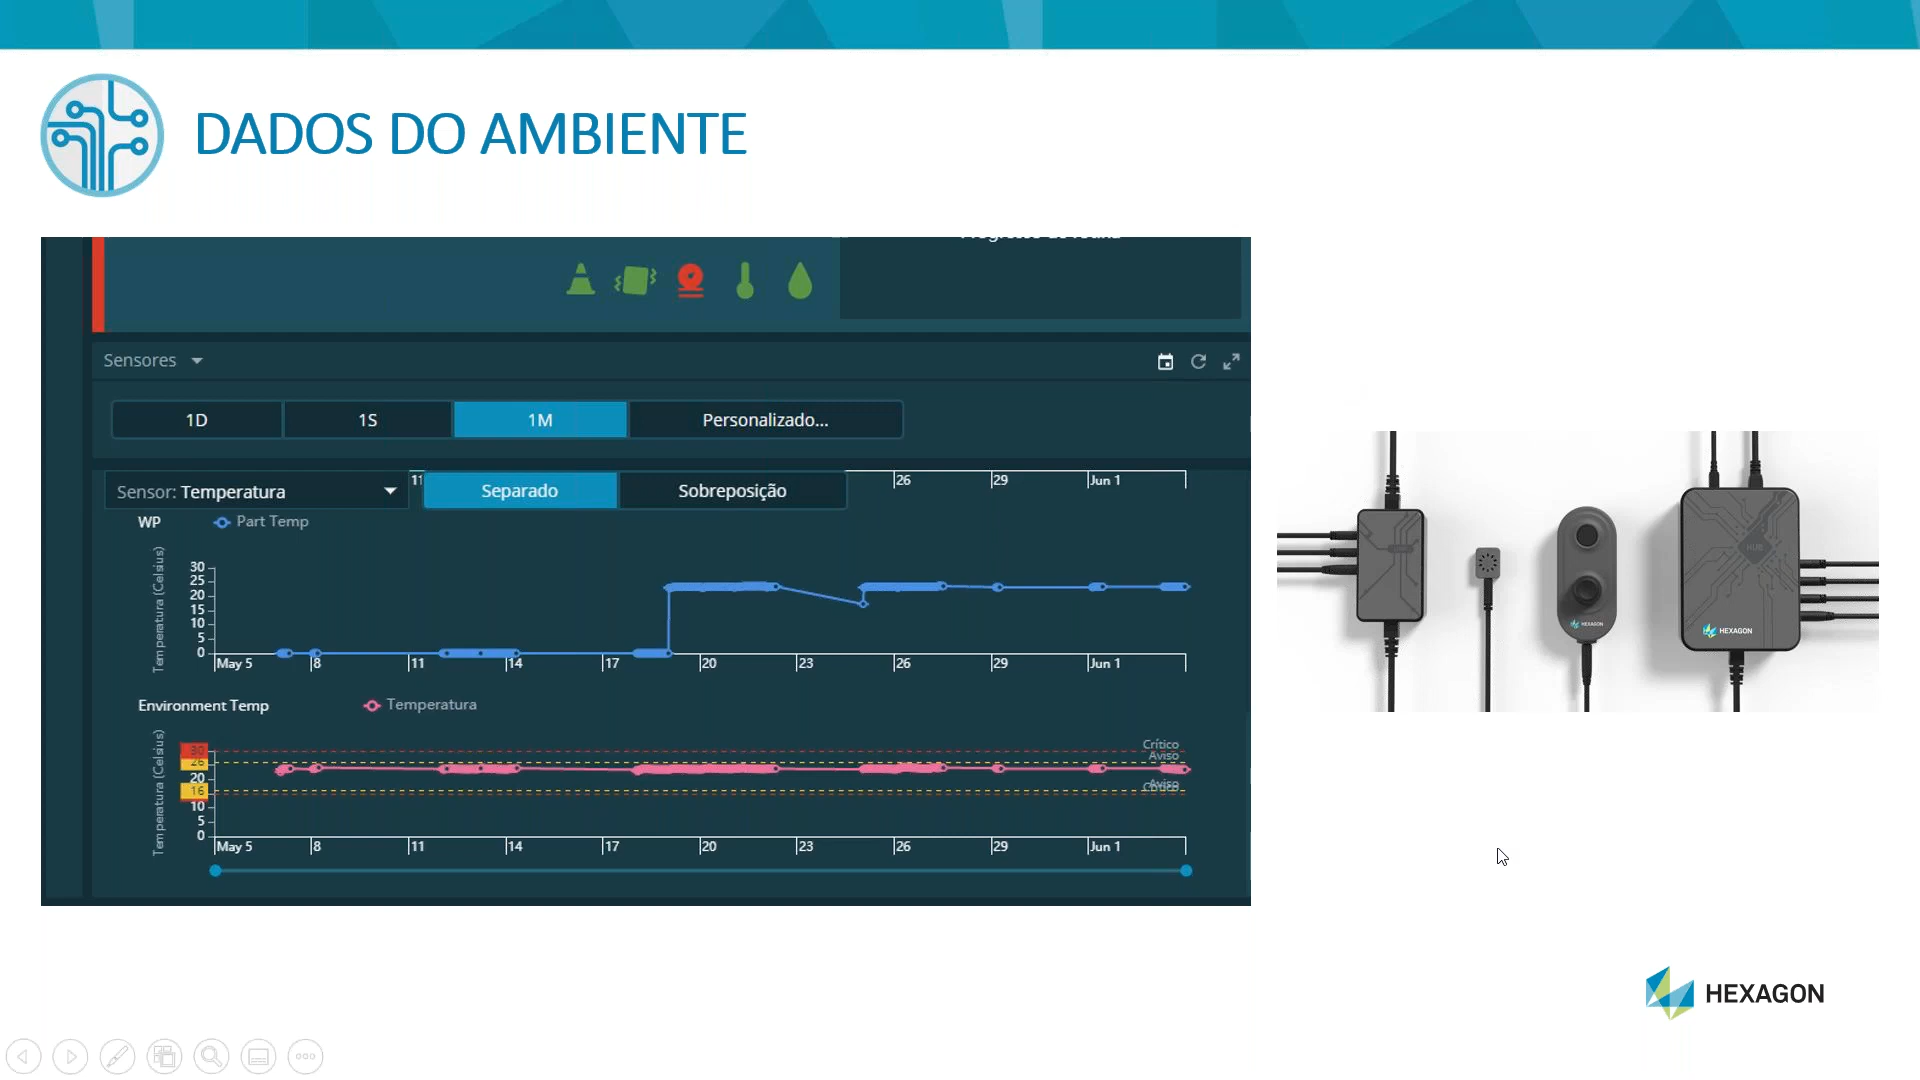 DADOS DO AMBIENTE
Sensores
1D 1S 1M Personalizado...
Sensor: Temperatura
11
Separado Sobreposição
26 29 Jun 1
WP Part Temp
Temperatura (Celsius)
30
25
20
15
10
5
0
May 5 8 11 14 17 20 23 26 29 Jun 1
Environment Temp Temperatura
Temperatura (Celsius)
30
26
20
16
10
5
0
Crítico
Aviso
Aviso
May 5 8 11 14 17 20 23 26 29 Jun 1
HEXAGON
HUB
HEXAGON
HEXAGON